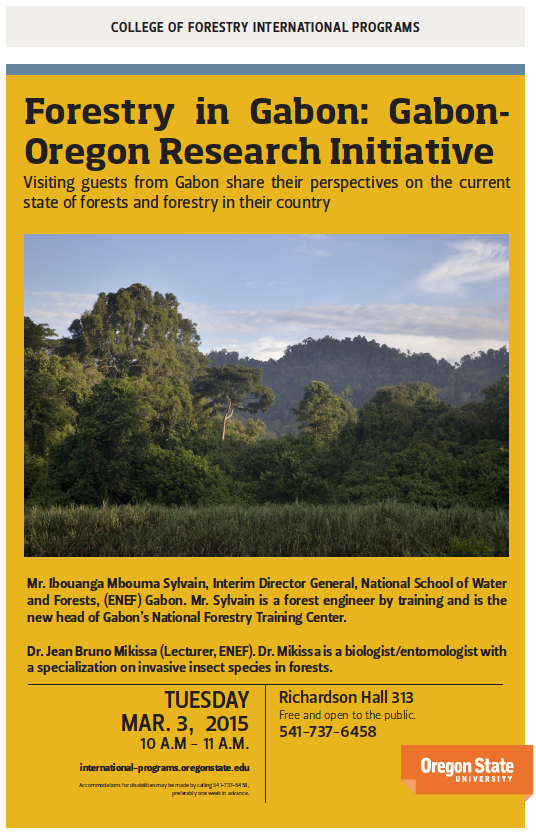 COLLEGE OF FORESTRY INTERNATIONAL PROGRAMS
Forestry in Gabon: Gabon-
Oregon Research Initiative
Visiting guests from Gabon share their perspectives on the current
state of forests and forestry in their country
Mr. Ibouanga Mbouma Sylvain, Interim Director General, National School of Water
and Forests, (ENEF) Gabon. Mr. Sylvain is a forest engineer by training and is the
new head of Gabon's National Forestry Training Center.
Dr. Jean Bruno Mikissa (Lecturer, ENEF). Dr. Mikissa is a biologist/entomologist with
a specialization on invasive insect species in forests.
TUESDAY
MAR. 3, 2015
10 A.M - 11 A.M.
international-programs.oregonstate.edu
Accommodations for disabilities may be made by calling 541-737-6458,
preferably one week in advance.
Richardson Hall 313
Free and open to the public.
541-737-6458
Oregon State
UNIVERSITY